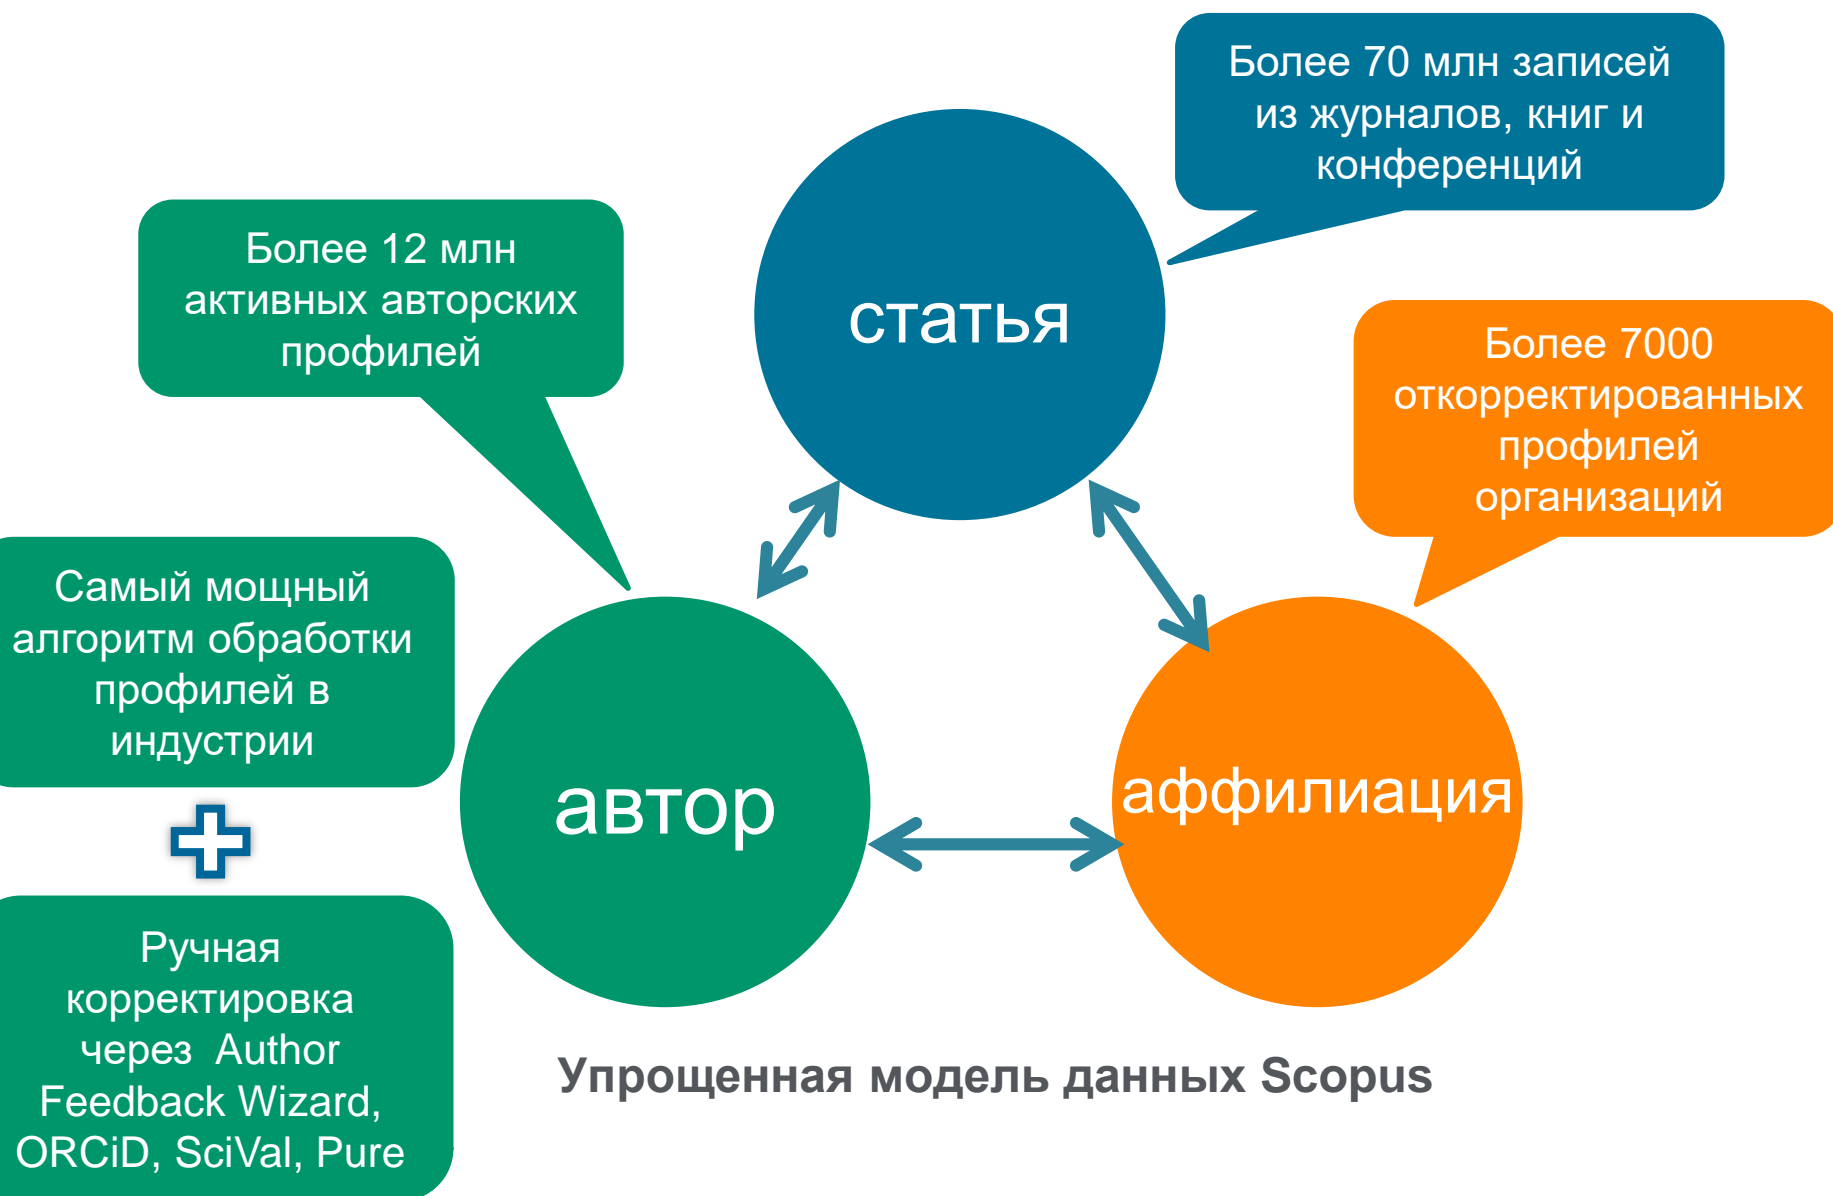 Более 70 млн записей
из журналов, книг и
конференций
Более 12 млн
активных авторских
профилей
статья
Более 7000
откорректированных
профилей
организаций
Самый мощный
алгоритм обработки
профилей в
индустрии
автор
аффилиация
Ручная
корректировка
через Author
Feedback Wizard,
ORCiD, SciVal, Pure
Упрощенная модель данных Scopus